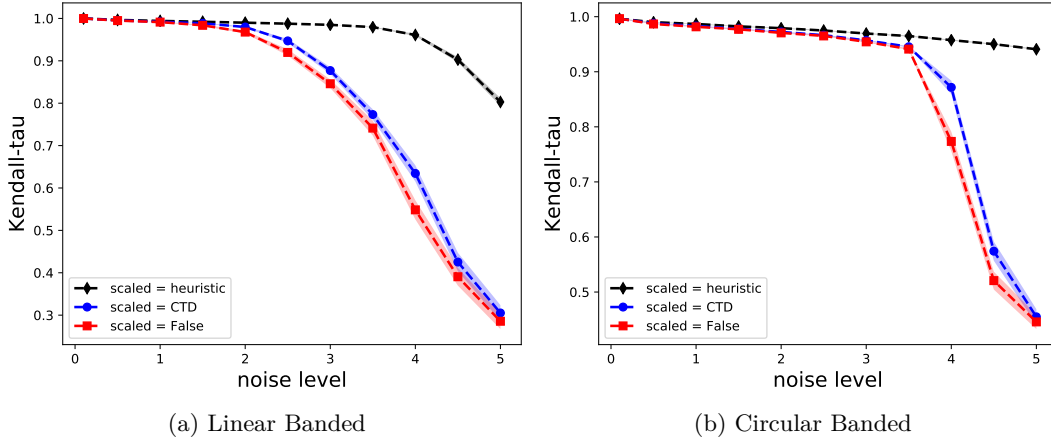 Kendall-tau
1.0
0.9
0.8
0.7
0.6
0.5
0.4
0.3
scaled = heuristic
scaled = CTD
scaled = False
0 1 2 3 4 5
noise level
(a) Linear Banded
Kendall-tau
1.0
0.9
0.8
0.7
0.6
0.5
scaled = heuristic
scaled = CTD
scaled = False
0 1 2 3 4 5
noise level
(b) Circular Banded